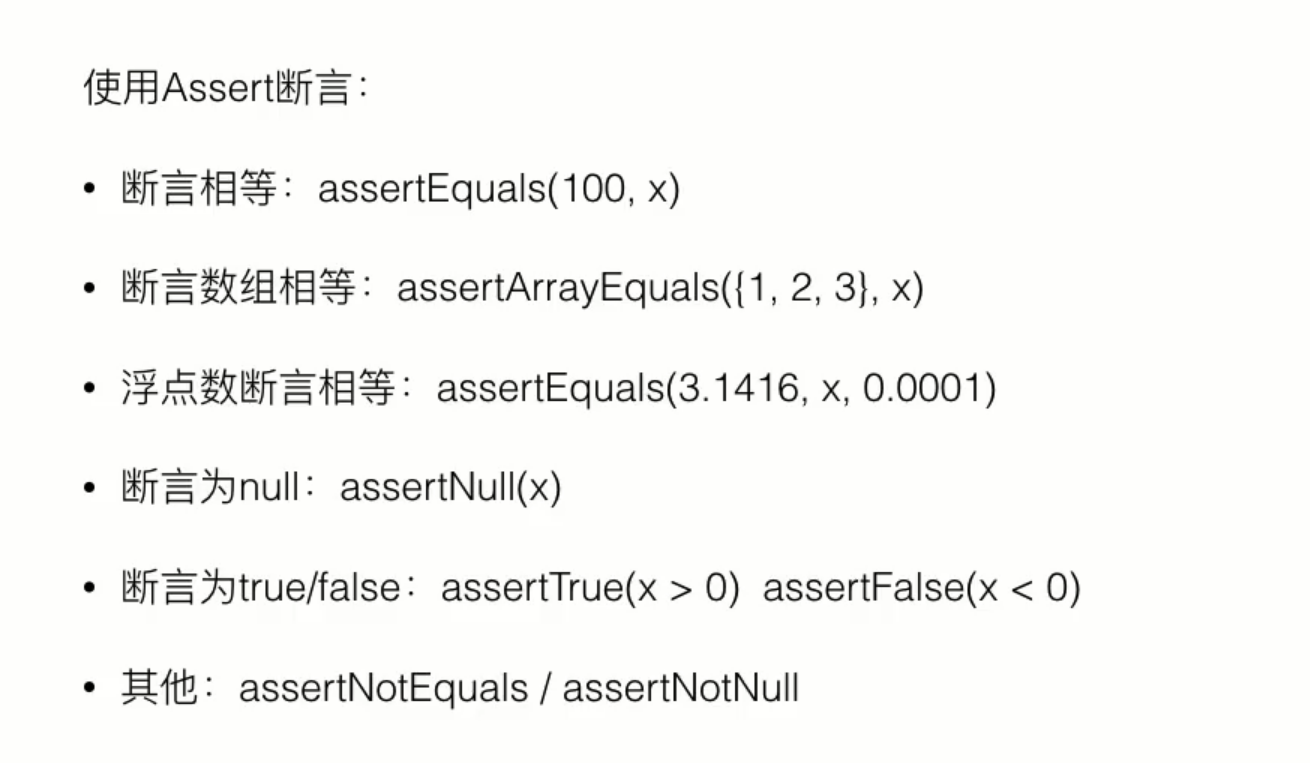 使用Assert断言：
• 断言相等：assertEquals(100, x)
• 断言数组相等：assertArrayEquals({1, 2, 3}, x)
• 浮点数断言相等：assertEquals(3.1416, x, 0.0001)
• 断言为null：assertNull(x)
• 断言为true/false：assertTrue(x > 0)  assertFalse(x < 0)
• 其他：assertNotEquals / assertNotNull